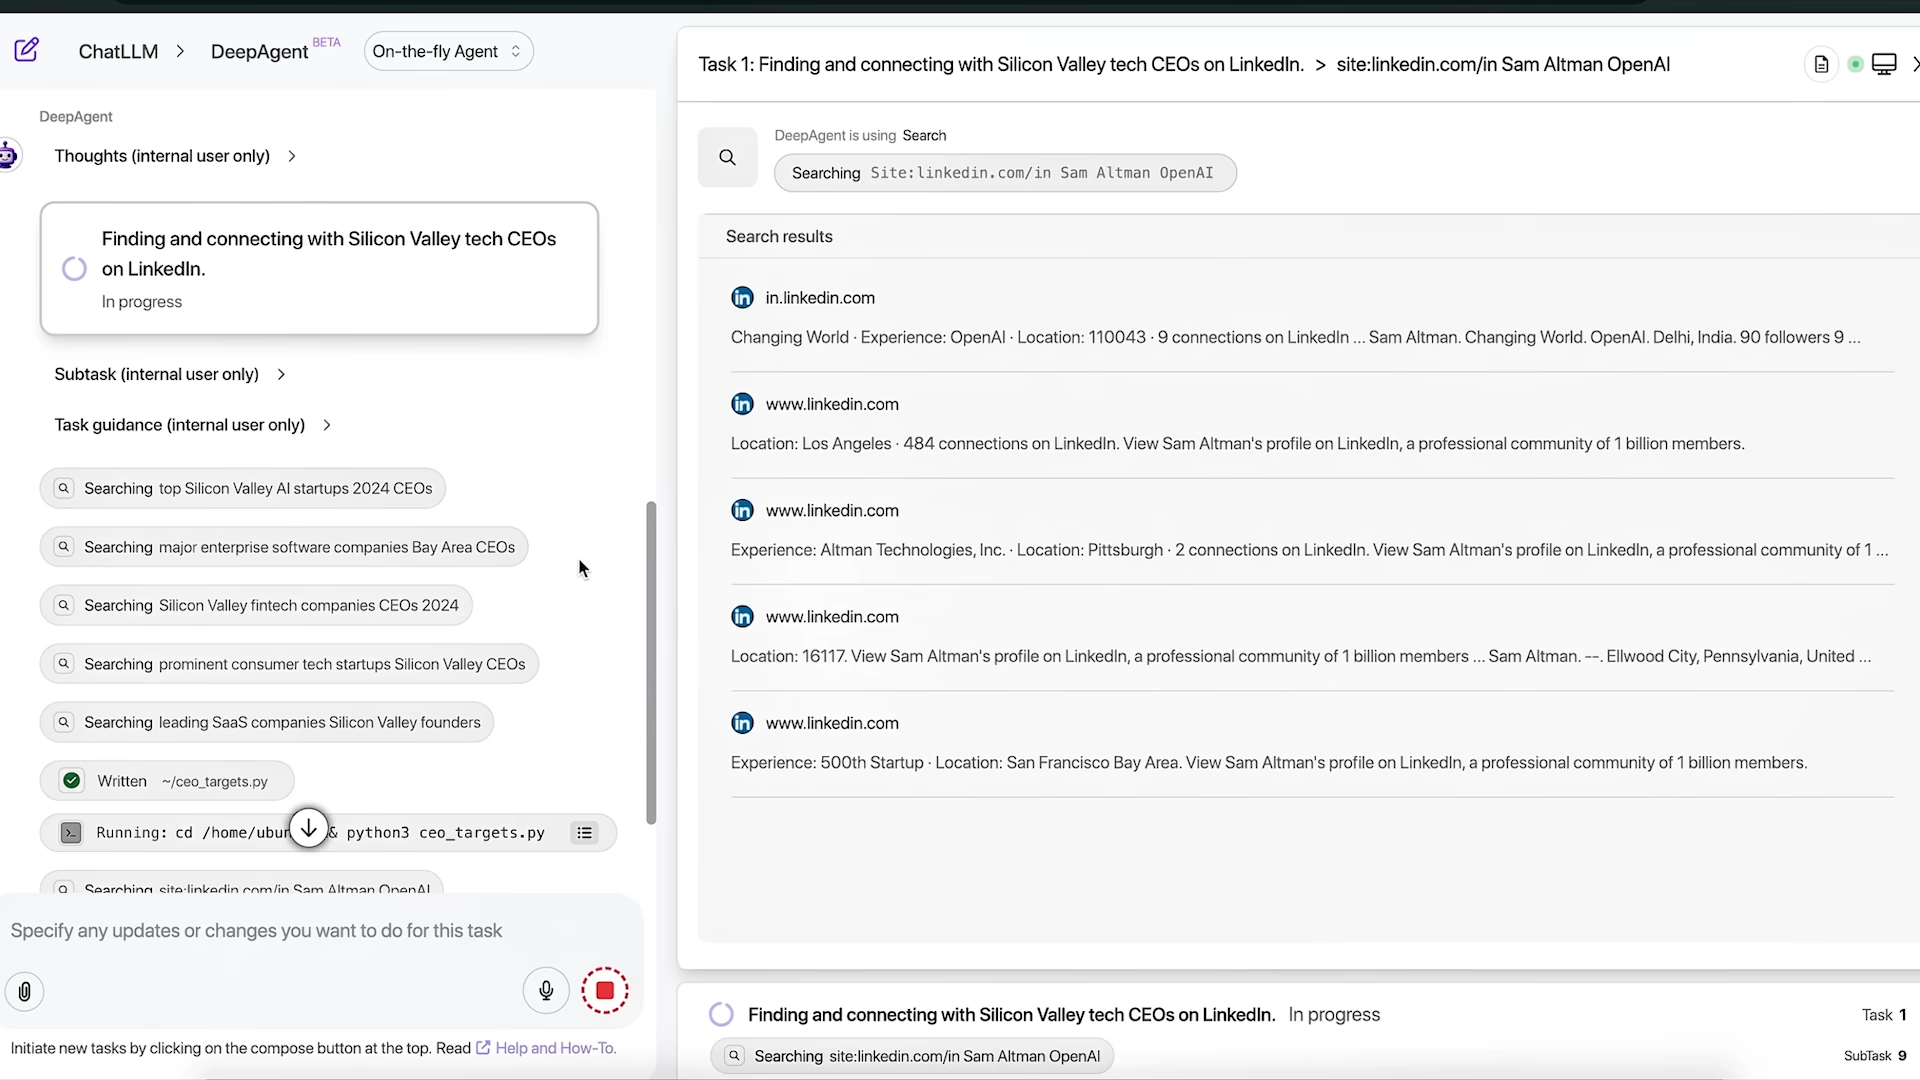 ChatLLM > DeepAgent BETA On-the-fly Agent
DeepAgent
Thoughts (internal user only)
Finding and connecting with Silicon Valley tech CEOs
on LinkedIn.
In progress
Subtask (internal user only)
Task guidance (internal user only)
Searching top Silicon Valley AI startups 2024 CEOs
Searching major enterprise software companies Bay Area CEOs
Searching Silicon Valley fintech companies CEOs 2024
Searching prominent consumer tech startups Silicon Valley CEOs
Searching leading SaaS companies Silicon Valley founders
Written ~/ceo_targets.py
Running: cd /home/ubun & python3 ceo_targets.py
Searching site:linkedin.com/in Sam Altman OpenAI
Specify any updates or changes you want to do for this task
Initiate new tasks by clicking on the compose button at the top. Read Help and How-To.
Task 1: Finding and connecting with Silicon Valley tech CEOs on LinkedIn. > site:linkedin.com/in Sam Altman OpenAI
DeepAgent is using Search
Searching Site:linkedin.com/in Sam Altman OpenAI
Search results
in.linkedin.com
Changing World · Experience: OpenAI · Location: 110043 · 9 connections on LinkedIn ... Sam Altman. Changing World. OpenAI. Delhi, India. 90 followers 9 ...
www.linkedin.com
Location: Los Angeles · 484 connections on LinkedIn. View Sam Altman's profile on LinkedIn, a professional community of 1 billion members.
www.linkedin.com
Experience: Altman Technologies, Inc. · Location: Pittsburgh · 2 connections on LinkedIn. View Sam Altman's profile on LinkedIn, a professional community of 1 ...
www.linkedin.com
Location: 16117. View Sam Altman's profile on LinkedIn, a professional community of 1 billion members ... Sam Altman. --. Ellwood City, Pennsylvania, United ...
www.linkedin.com
Experience: 500th Startup · Location: San Francisco Bay Area. View Sam Altman's profile on LinkedIn, a professional community of 1 billion members.
Finding and connecting with Silicon Valley tech CEOs on LinkedIn. In progress Task 1
Searching site:linkedin.com/in Sam Altman OpenAI SubTask 9